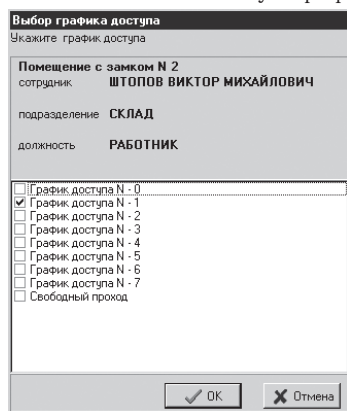 Выбор графика доступа
Укажите график доступа
Помещение с замком N 2
сотрудник ШТОПОВ ВИКТОР МИХАЙЛОВИЧ
подразделение СКЛАД
должность РАБОТНИК
График доступа N - 0
График доступа N - 1
График доступа N - 2
График доступа N - 3
График доступа N - 4
График доступа N - 5
График доступа N - 6
График доступа N - 7
Свободный проход
OK Отмена